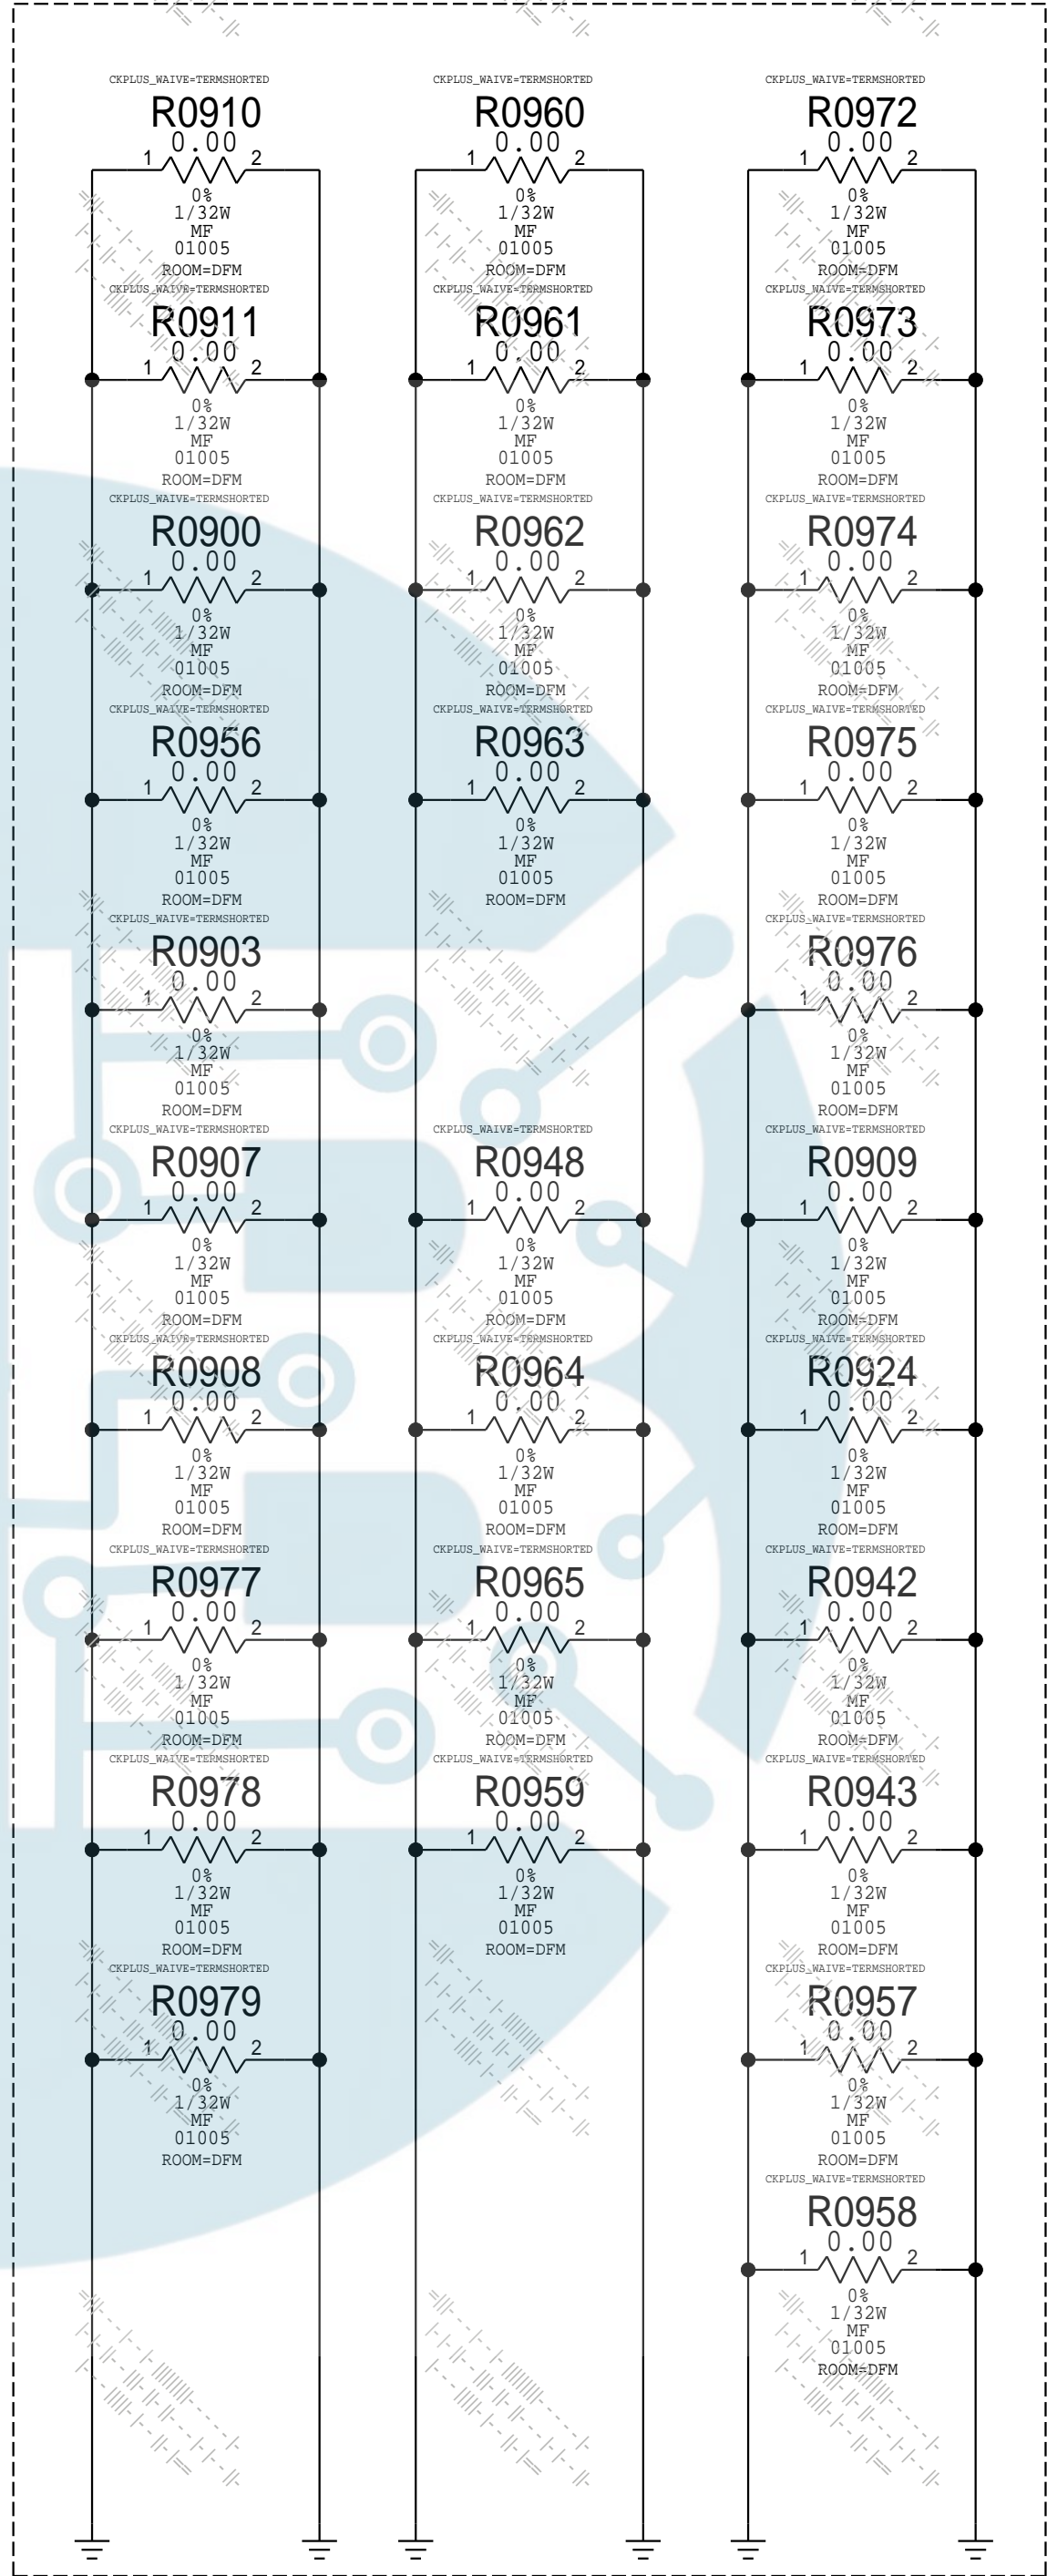 CKPLUS_WAIVE=TERMSHORTED
R0910
0.00
1 2
0%
1/32W
MF
01005
ROOM=DFM
CKPLUS_WAIVE=TERMSHORTED
R0911
0.00
1 2
0%
1/32W
MF
01005
ROOM=DFM
CKPLUS_WAIVE=TERMSHORTED
R0900
0.00
1 2
0%
1/32W
MF
01005
ROOM=DFM
CKPLUS_WAIVE=TERMSHORTED
R0956
0.00
1 2
0%
1/32W
MF
01005
ROOM=DFM
CKPLUS_WAIVE=TERMSHORTED
R0903
0.00
1 2
0%
1/32W
MF
01005
ROOM=DFM
CKPLUS_WAIVE=TERMSHORTED
R0907
0.00
1 2
0%
1/32W
MF
01005
ROOM=DFM
CKPLUS_WAIVE=TERMSHORTED
R0908
0.00
1 2
0%
1/32W
MF
01005
ROOM=DFM
CKPLUS_WAIVE=TERMSHORTED
R0977
0.00
1 2
0%
1/32W
MF
01005
ROOM=DFM
CKPLUS_WAIVE=TERMSHORTED
R0978
0.00
1 2
0%
1/32W
MF
01005
ROOM=DFM
CKPLUS_WAIVE=TERMSHORTED
R0979
0.00
1 2
0%
1/32W
MF
01005
ROOM=DFM
CKPLUS_WAIVE=TERMSHORTED
R0960
0.00
1 2
0%
1/32W
MF
01005
ROOM=DFM
CKPLUS_WAIVE=TERMSHORTED
R0961
0.00
1 2
0%
1/32W
MF
01005
ROOM=DFM
CKPLUS_WAIVE=TERMSHORTED
R0962
0.00
1 2
0%
1/32W
MF
01005
ROOM=DFM
CKPLUS_WAIVE=TERMSHORTED
R0963
0.00
1 2
0%
1/32W
MF
01005
ROOM=DFM
CKPLUS_WAIVE=TERMSHORTED
R0948
0.00
1 2
0%
1/32W
MF
01005
ROOM=DFM
CKPLUS_WAIVE=TERMSHORTED
R0964
0.00
1 2
0%
1/32W
MF
01005
ROOM=DFM
CKPLUS_WAIVE=TERMSHORTED
R0965
0.00
1 2
0%
1/32W
MF
01005
ROOM=DFM
CKPLUS_WAIVE=TERMSHORTED
R0959
0.00
1 2
0%
1/32W
MF
01005
ROOM=DFM
CKPLUS_WAIVE=TERMSHORTED
R0972
0.00
1 2
0%
1/32W
MF
01005
ROOM=DFM
CKPLUS_WAIVE=TERMSHORTED
R0973
0.00
1 2
0%
1/32W
MF
01005
ROOM=DFM
CKPLUS_WAIVE=TERMSHORTED
R0974
0.00
1 2
0%
1/32W
MF
01005
ROOM=DFM
CKPLUS_WAIVE=TERMSHORTED
R0975
0.00
1 2
0%
1/32W
MF
01005
ROOM=DFM
CKPLUS_WAIVE=TERMSHORTED
R0976
0.00
1 2
0%
1/32W
MF
01005
ROOM=DFM
CKPLUS_WAIVE=TERMSHORTED
R0909
0.00
1 2
0%
1/32W
MF
01005
ROOM=DFM
CKPLUS_WAIVE=TERMSHORTED
R0924
0.00
1 2
0%
1/32W
MF
01005
ROOM=DFM
CKPLUS_WAIVE=TERMSHORTED
R0942
0.00
1 2
0%
1/32W
MF
01005
ROOM=DFM
CKPLUS_WAIVE=TERMSHORTED
R0943
0.00
1 2
0%
1/32W
MF
01005
ROOM=DFM
CKPLUS_WAIVE=TERMSHORTED
R0957
0.00
1 2
0%
1/32W
MF
01005
ROOM=DFM
CKPLUS_WAIVE=TERMSHORTED
R0958
0.00
1 2
0%
1/32W
MF
01005
ROOM=DFM